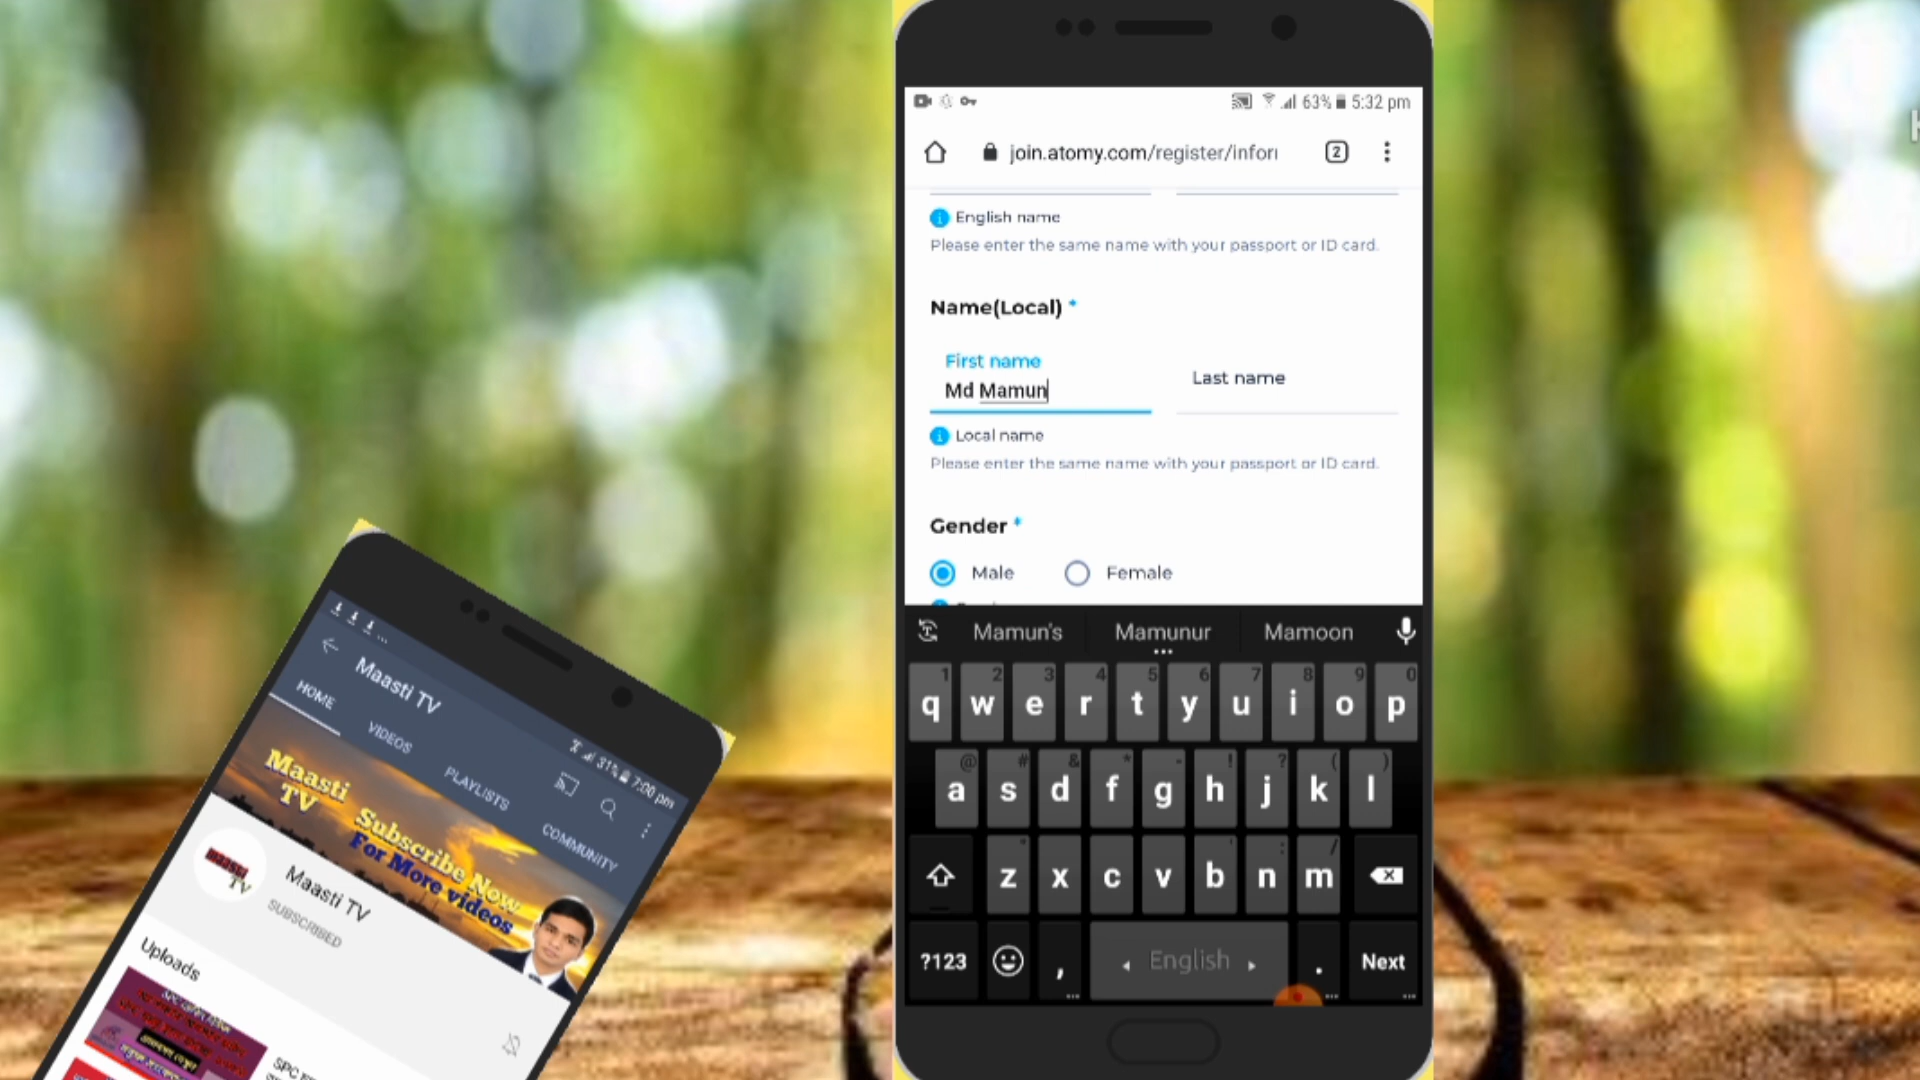 63% 5:32 pm
join.atomy.com/register/infor
2
English name
Please enter the same name with your passport or ID card.
Name(Local) *
First name
Md Mamun
Last name
Local name
Please enter the same name with your passport or ID card.
Gender *
Male Female
Mamun's Mamunur Mamoon
1 2 3 4 5 6 7 8 9 0
q w e r t y u i o p
@ # & * - ! ? ( )
a s d f g h j k l
z x c v b n m
?123 , English . Next
31% 7:00 pm
Maasti TV
HOME VIDEOS PLAYLISTS COMMUNITY
Maasti
TV
Subscribe Now
For More videos
maasti
TV
Maasti TV
SUBSCRIBED
Uploads
SPC